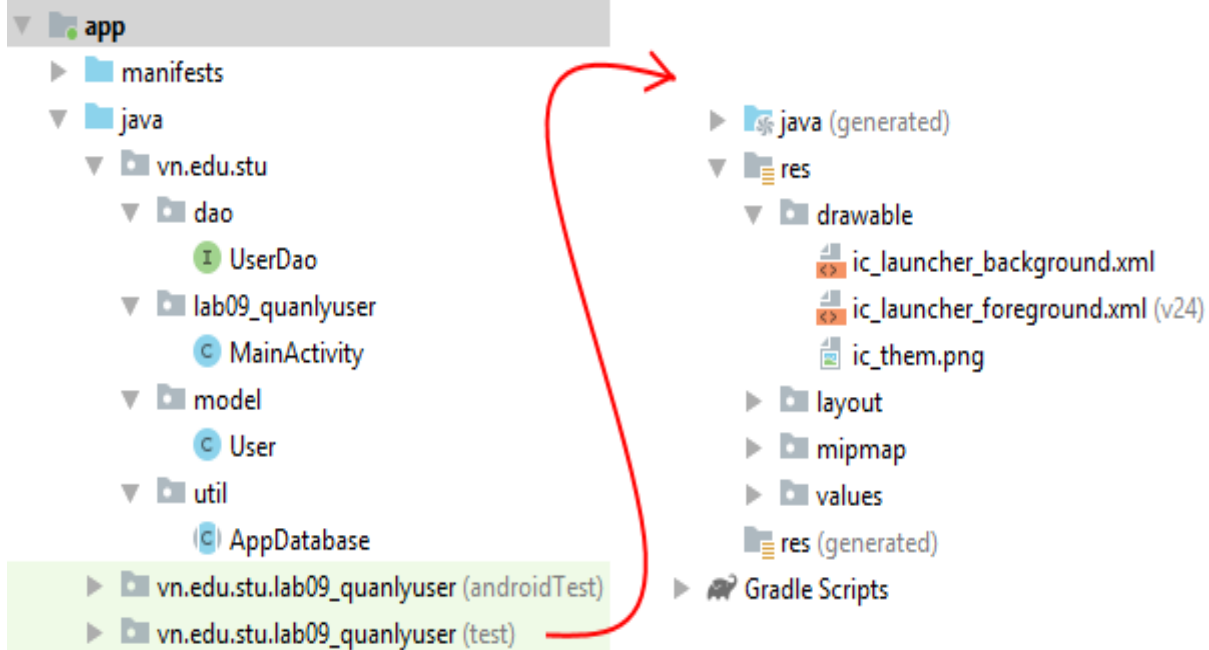 app
manifests
java
vn.edu.stu
dao
I UserDao
lab09_quanlyuser
C MainActivity
model
C User
util
C AppDatabase
vn.edu.stu.lab09_quanlyuser (androidTest)
vn.edu.stu.lab09_quanlyuser (test)
java (generated)
res
drawable
ic_launcher_background.xml
ic_launcher_foreground.xml (v24)
ic_them.png
layout
mipmap
values
res (generated)
Gradle Scripts